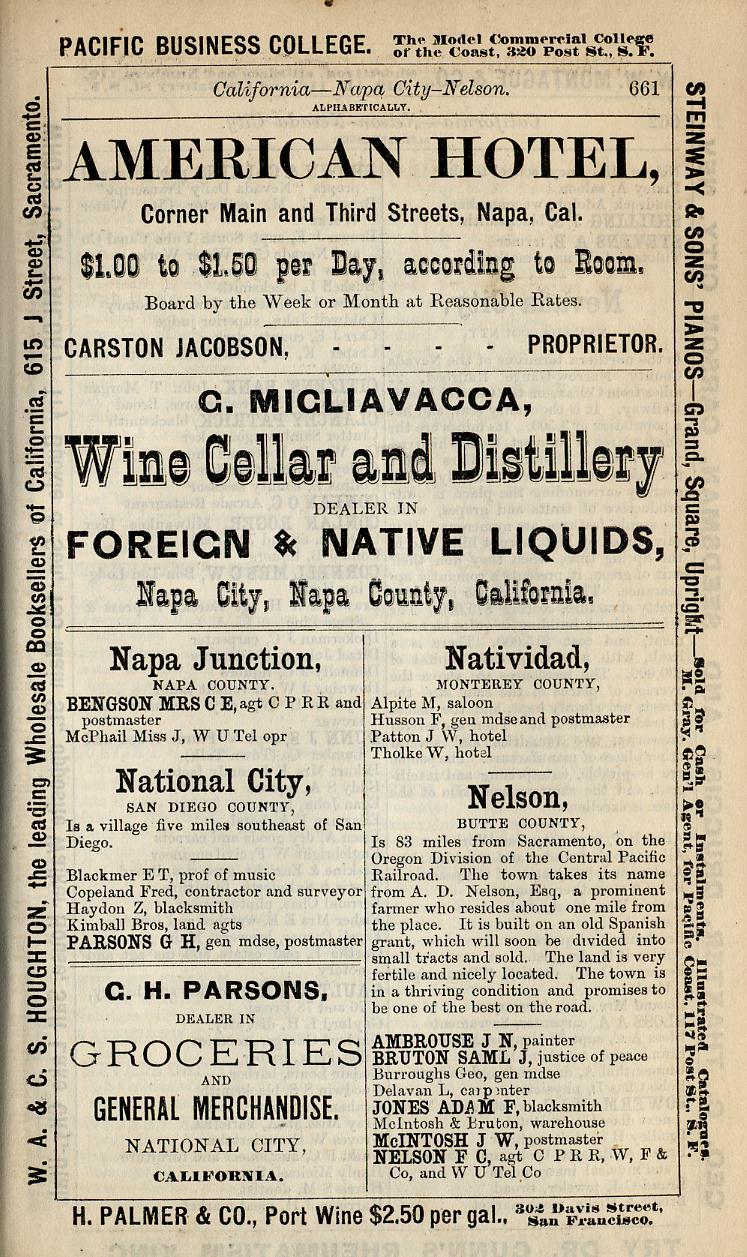 PACIFIC BUSINESS COLLEGE. The Model Commercial College
of the Coast, 320 Post St., S. F.
California—Napa City–Nelson. 661
ALPHABETICALLY.
AMERICAN HOTEL,
Corner Main and Third Streets, Napa, Cal.
$1.00 to $1.50 per Day, according to Room.
Board by the Week or Month at Reasonable Rates.
CARSTON JACOBSON, - - - - PROPRIETOR.
G. MIGLIAVACCA,
Wine Cellar and Distillery
DEALER IN
FOREIGN & NATIVE LIQUIDS,
Napa City, Napa County, California.
Napa Junction,
NAPA COUNTY.
BENGSON MRS C E, agt C P R R and
postmaster
McPhail Miss J, W U Tel opr
National City,
SAN DIEGO COUNTY,
Is a village five miles southeast of San
Diego.
Blackmer E T, prof of music
Copeland Fred, contractor and surveyor
Haydon Z, blacksmith
Kimball Bros, land agts
PARSONS G H, gen mdse, postmaster
G. H. PARSONS,
DEALER IN
GROCERIES
AND
GENERAL MERCHANDISE.
NATIONAL CITY,
CALIFORNIA.
Natividad,
MONTEREY COUNTY,
Alpite M, saloon
Husson F, gen mdse and postmaster
Patton J W, hotel
Tholke W, hotel
Nelson,
BUTTE COUNTY,
Is 83 miles from Sacramento, on the
Oregon Division of the Central Pacific
Railroad. The town takes its name
from A. D. Nelson, Esq, a prominent
farmer who resides about one mile from
the place. It is built on an old Spanish
grant, which will soon be divided into
small tracts and sold. The land is very
fertile and nicely located. The town is
in a thriving condition and promises to
be one of the best on the road.
AMBROUSE J N, painter
BRUTON SAML J, justice of peace
Burroughs Geo, gen mdse
Delavan L, carpenter
JONES ADAM F, blacksmith
McIntosh & Bruton, warehouse
McINTOSH J W, postmaster
NELSON F C, agt C P R R, W, F &
Co, and W U Tel Co
H. PALMER & CO., Port Wine $2.50 per gal., 302 Davis Street,
San Francisco.
W. A. & C. S. HOUGHTON, the leading Wholesale Booksellers of California, 615 J Street, Sacramento.
STEINWAY & SONS' PIANOS—Grand, Square, Upright—Sold for Cash or Instalments. Illustrated Catalogues.
M. Gray. Gen'l Agent, for Pacific Coast, 117 Post St., S. F.